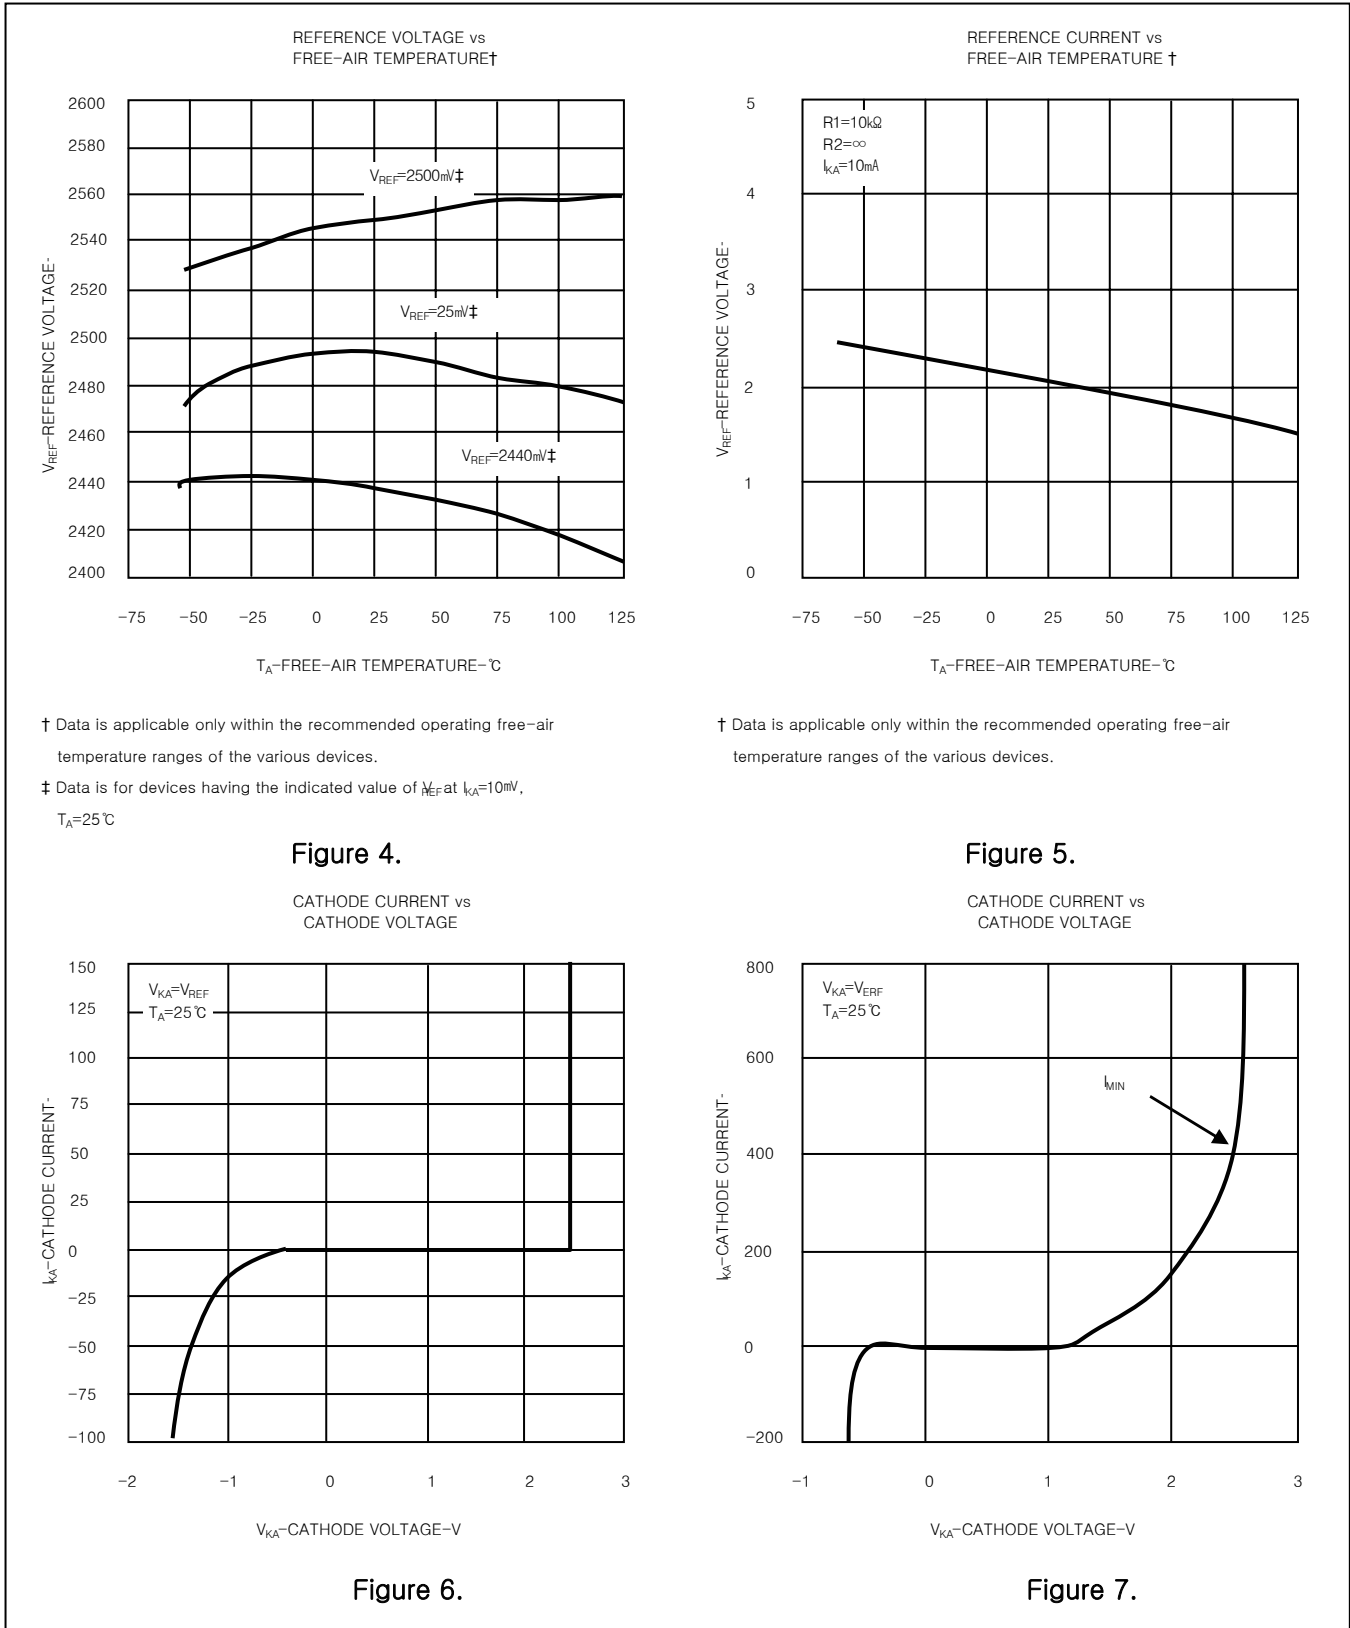 REFERENCE VOLTAGE vs
FREE-AIR TEMPERATURE†
2600
2580
2560
2540
2520
2500
2480
2460
2440
2420
2400
VREF-REFERENCE VOLTAGE-
VREF=2500mV‡
VREF=25mV‡
VREF=2440mV‡
-75 -50 -25 0 25 50 75 100 125
TA-FREE-AIR TEMPERATURE-℃
† Data is applicable only within the recommended operating free-air
temperature ranges of the various devices.
‡ Data is for devices having the indicated value of VREF at IKA=10mV,
TA=25℃
Figure 4.
REFERENCE CURRENT vs
FREE-AIR TEMPERATURE †
5
4
3
2
1
0
VREF-REFERENCE VOLTAGE-
R1=10kΩ
R2=∞
IKA=10mA
-75 -50 -25 0 25 50 75 100 125
TA-FREE-AIR TEMPERATURE-℃
† Data is applicable only within the recommended operating free-air
temperature ranges of the various devices.
Figure 5.
CATHODE CURRENT vs
CATHODE VOLTAGE
150
125
100
75
50
25
0
-25
-50
-75
-100
IKA-CATHODE CURRENT-
VKA=VREF
TA=25℃
-2 -1 0 1 2 3
VKA-CATHODE VOLTAGE-V
Figure 6.
CATHODE CURRENT vs
CATHODE VOLTAGE
800
600
400
200
0
-200
IKA-CATHODE CURRENT-
VKA=VERF
TA=25℃
IMIN
-1 0 1 2 3
VKA-CATHODE VOLTAGE-V
Figure 7.